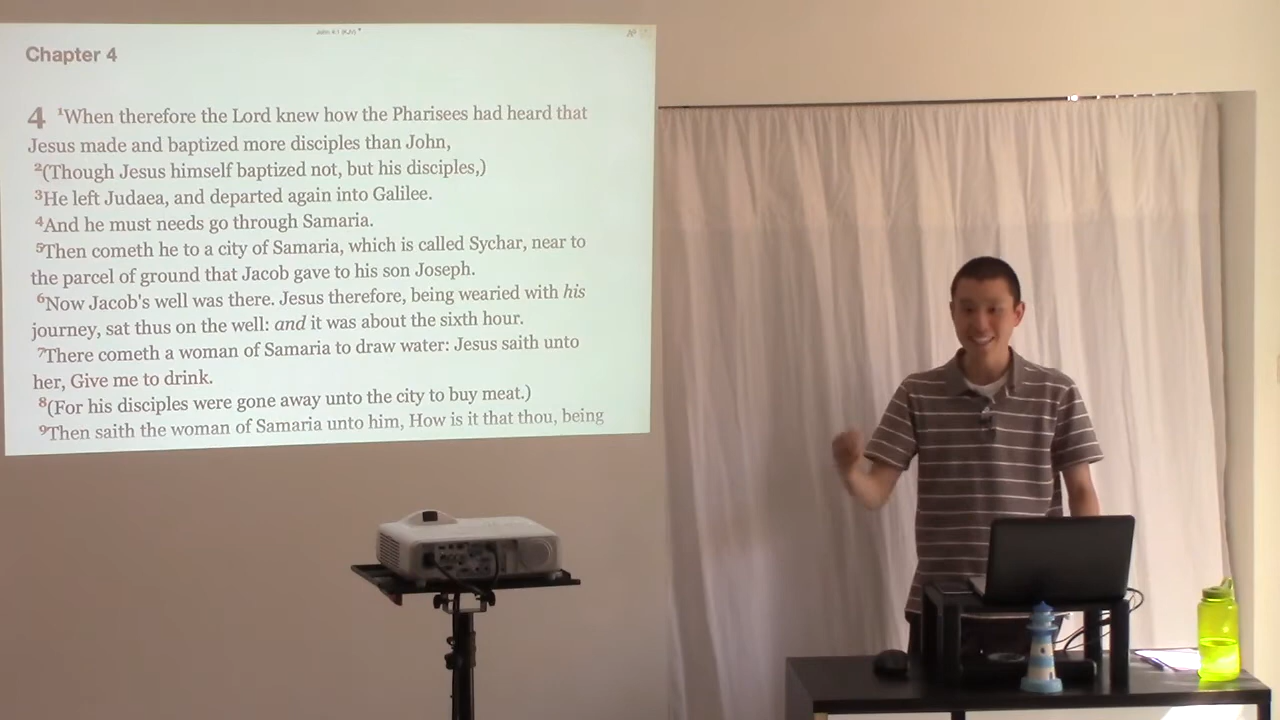 John 4:1 (KJV)
Chapter 4
4 1When therefore the Lord knew how the Pharisees had heard that
Jesus made and baptized more disciples than John,
2(Though Jesus himself baptized not, but his disciples,)
3He left Judaea, and departed again into Galilee.
4And he must needs go through Samaria.
5Then cometh he to a city of Samaria, which is called Sychar, near to
the parcel of ground that Jacob gave to his son Joseph.
6Now Jacob's well was there. Jesus therefore, being wearied with his
journey, sat thus on the well: and it was about the sixth hour.
7There cometh a woman of Samaria to draw water: Jesus saith unto
her, Give me to drink.
8(For his disciples were gone away unto the city to buy meat.)
9Then saith the woman of Samaria unto him, How is it that thou, being